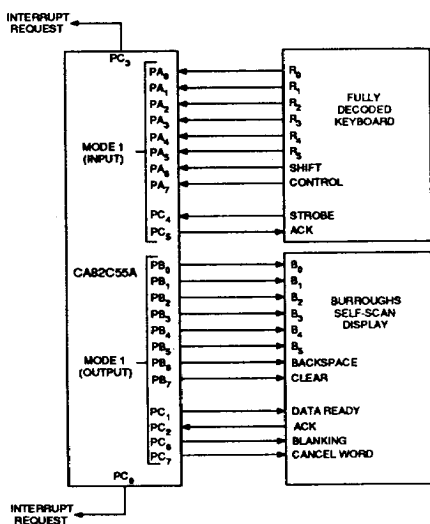 INTERRUPT
REQUEST
PC3
PA0 R0
PA1 R1
PA2 R2
PA3 R3
PA4 R4
PA5 R5
PA6 SHIFT
PA7 CONTROL
MODE 1
(INPUT)
FULLY
DECODED
KEYBOARD
PC4 STROBE
PC5 ACK
CA82C55A
PB0 B0
PB1 B1
PB2 B2
PB3 B3
PB4 B4
PB5 B5
PB6 BACKSPACE
PB7 CLEAR
MODE 1
(OUTPUT)
BURROUGHS
SELF-SCAN
DISPLAY
PC1 DATA READY
PC2 ACK
PC6 BLANKING
PC7 CANCEL WORD
PC0
INTERRUPT
REQUEST